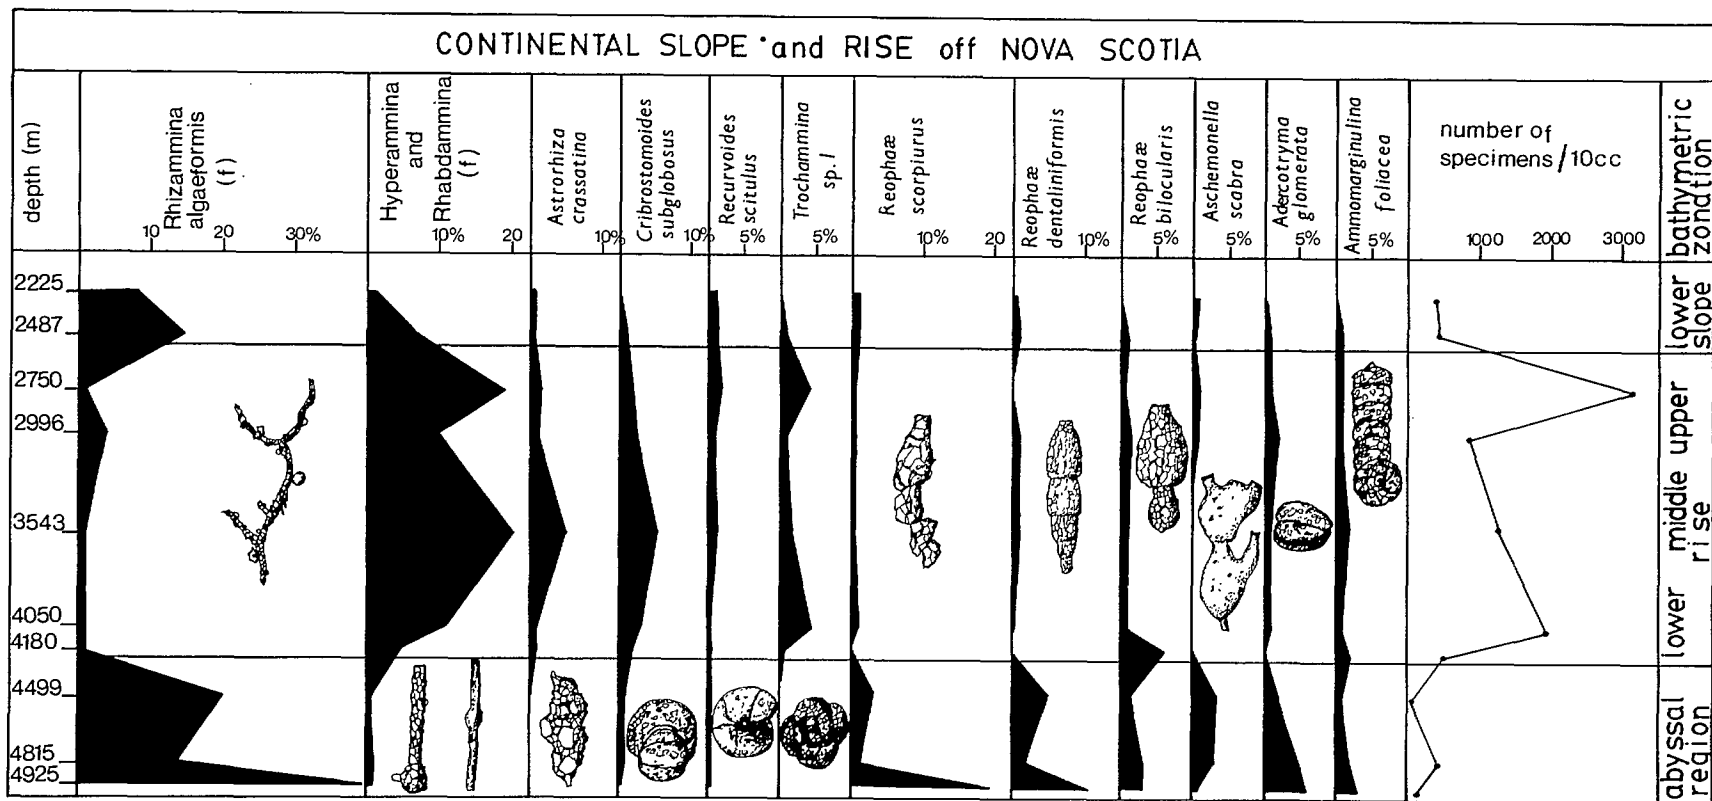 CONTINENTAL SLOPE and RISE off NOVA SCOTIA
depth (m)
Rhizammina
algaeformis
(f)
10 20 30%
Hyperammina
and
Rhabdammina
(f)
10% 20
Astrorhiza
crassatina
10%
Cribrostomoides
subglobosus
10%
Recurvoides
scitulus
5%
Trochammina
sp. 1
5%
Reophaæ
scorpiurus
10% 20
Reophaæ
dentaliniformis
10%
Reophaæ
bilocularis
5%
Aschemonella
scabra
5%
Adercotryma
glomerata
5%
Ammomarginulina
foliacea
5%
number of
specimens/10cc
1000 2000 3000
bathymetric
zonation
2225
2487
2750
2996
3543
4050
4180
4499
4815
4925
lower
slope
lower middle upper
rise
abyssal
region